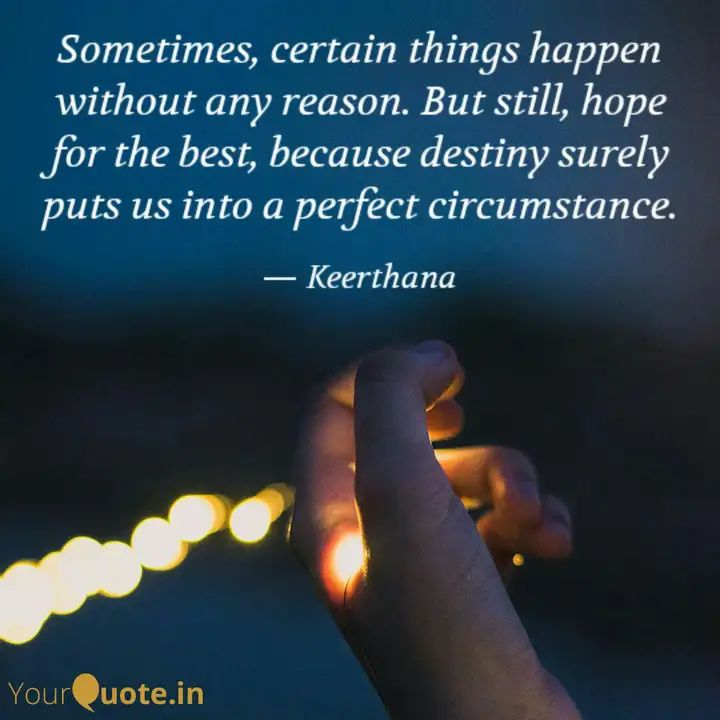 Sometimes, certain things happen
without any reason. But still, hope
for the best, because destiny surely
puts us into a perfect circumstance.
— Keerthana
YourQuote.in